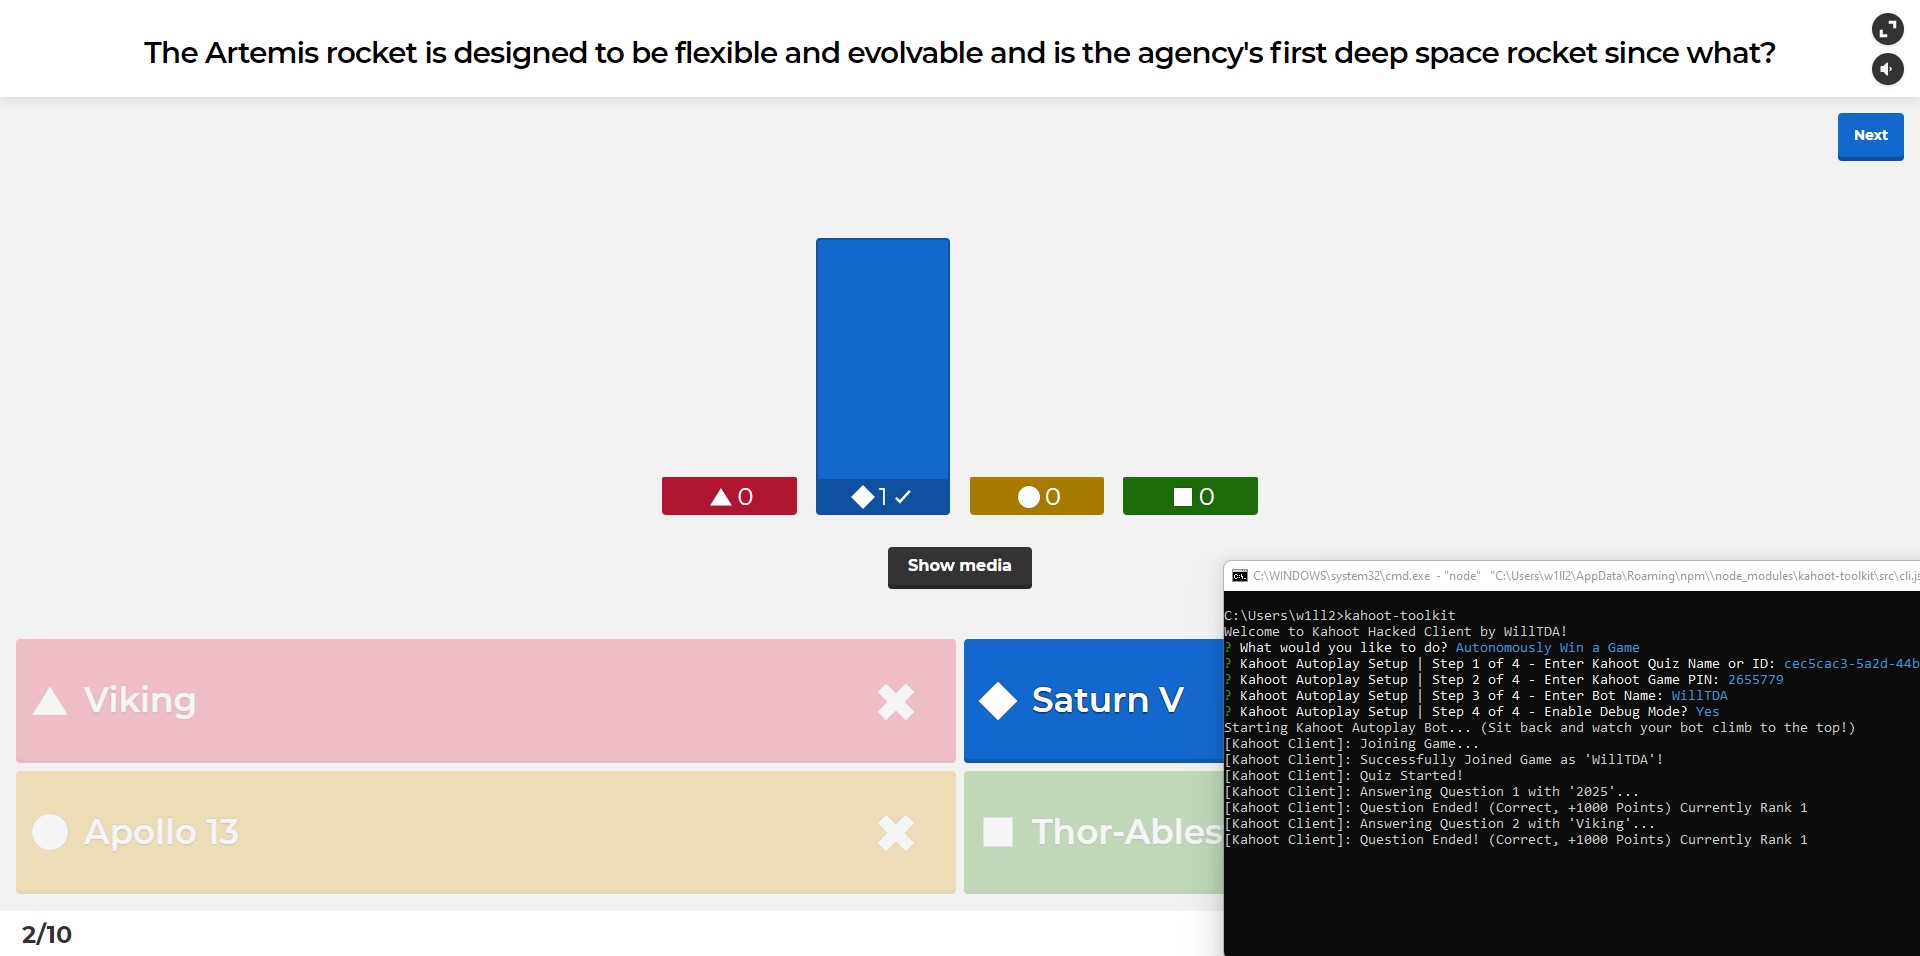 The Artemis rocket is designed to be flexible and evolvable and is the agency's first deep space rocket since what?
Next
0
1
0
0
Show media
Viking
Saturn V
Apollo 13
Thor-Ables
2/10
C:\WINDOWS\system32\cmd.exe - "node" "C:\Users\w1ll2\AppData\Roaming\npm\\node_modules\kahoot-toolkit\src\cli.js
C:\Users\w1ll2>kahoot-toolkit
Welcome to Kahoot Hacked Client by WillTDA!
? What would you like to do? Autonomously Win a Game
? Kahoot Autoplay Setup | Step 1 of 4 - Enter Kahoot Quiz Name or ID: cec5cac3-5a2d-44b
? Kahoot Autoplay Setup | Step 2 of 4 - Enter Kahoot Game PIN: 2655779
? Kahoot Autoplay Setup | Step 3 of 4 - Enter Bot Name: WillTDA
? Kahoot Autoplay Setup | Step 4 of 4 - Enable Debug Mode? Yes
Starting Kahoot Autoplay Bot... (Sit back and watch your bot climb to the top!)
[Kahoot Client]: Joining Game...
[Kahoot Client]: Successfully Joined Game as 'WillTDA'!
[Kahoot Client]: Quiz Started!
[Kahoot Client]: Answering Question 1 with '2025'...
[Kahoot Client]: Question Ended! (Correct, +1000 Points) Currently Rank 1
[Kahoot Client]: Answering Question 2 with 'Viking'...
[Kahoot Client]: Question Ended! (Correct, +1000 Points) Currently Rank 1